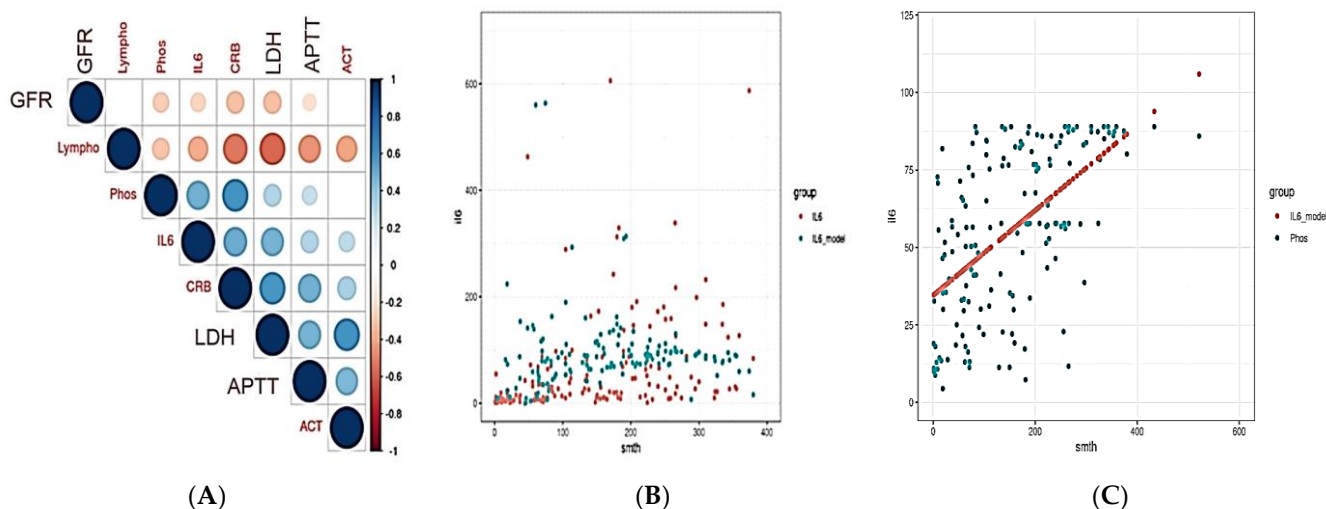 GFR Lympho Phos IL6 CRB LDH APTT ACT
GFR
Lympho
Phos
IL6
CRB
LDH
APTT
ACT
1
0.8
0.6
0.4
0.2
0
-0.2
-0.4
-0.6
-0.8
-1
(A)
il6
600
400
200
0
0 100 200 300 400
smth
group
IL6
IL6_model
(B)
il6
125
100
75
50
25
0
0 200 400 600
smth
group
IL6_model
Phos
(C)